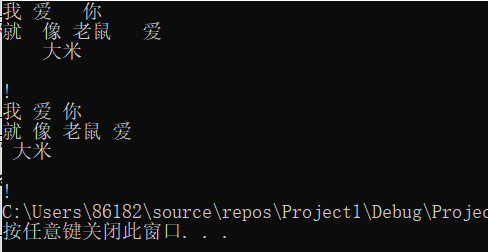 我 爱   你
就  像 老鼠   爱
    大米

!
我 爱 你
就 像 老鼠 爱
 大米

!
C:\Users\86182\source\repos\Project1\Debug\Projec
按任意键关闭此窗口. . .